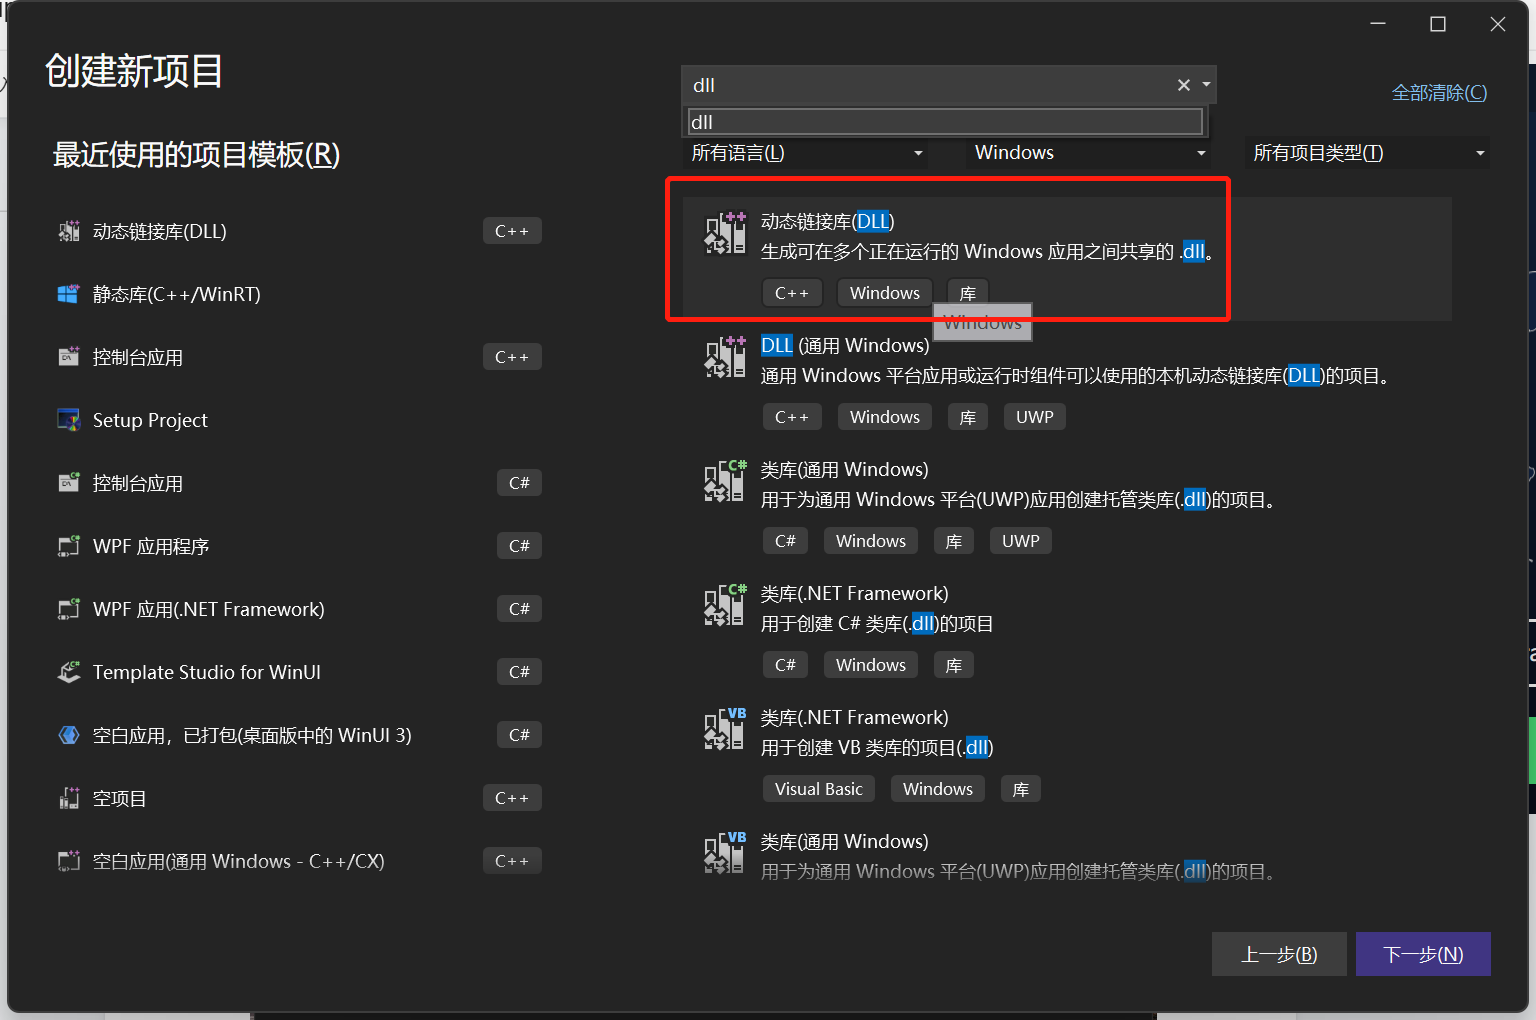 创建新项目
dll
dll
全部清除(C)
所有语言(L)
Windows
所有项目类型(T)
最近使用的项目模板(R)
动态链接库(DLL)
C++
静态库(C++/WinRT)
控制台应用
C++
Setup Project
控制台应用
C#
WPF 应用程序
C#
WPF 应用(.NET Framework)
C#
Template Studio for WinUI
C#
空白应用，已打包(桌面版中的 WinUI 3)
C#
空项目
C++
空白应用(通用 Windows - C++/CX)
C++
动态链接库(DLL)
生成可在多个正在运行的 Windows 应用之间共享的 .dll。
C++ Windows 库
Windows
DLL (通用 Windows)
通用 Windows 平台应用或运行时组件可以使用的本机动态链接库(DLL)的项目。
C++ Windows 库 UWP
类库(通用 Windows)
用于为通用 Windows 平台(UWP)应用创建托管类库(.dll)的项目。
C# Windows 库 UWP
类库(.NET Framework)
用于创建 C# 类库(.dll)的项目
C# Windows 库
类库(.NET Framework)
用于创建 VB 类库的项目(.dll)
Visual Basic Windows 库
类库(通用 Windows)
用于为通用 Windows 平台(UWP)应用创建托管类库(.dll)的项目。
上一步(B)
下一步(N)